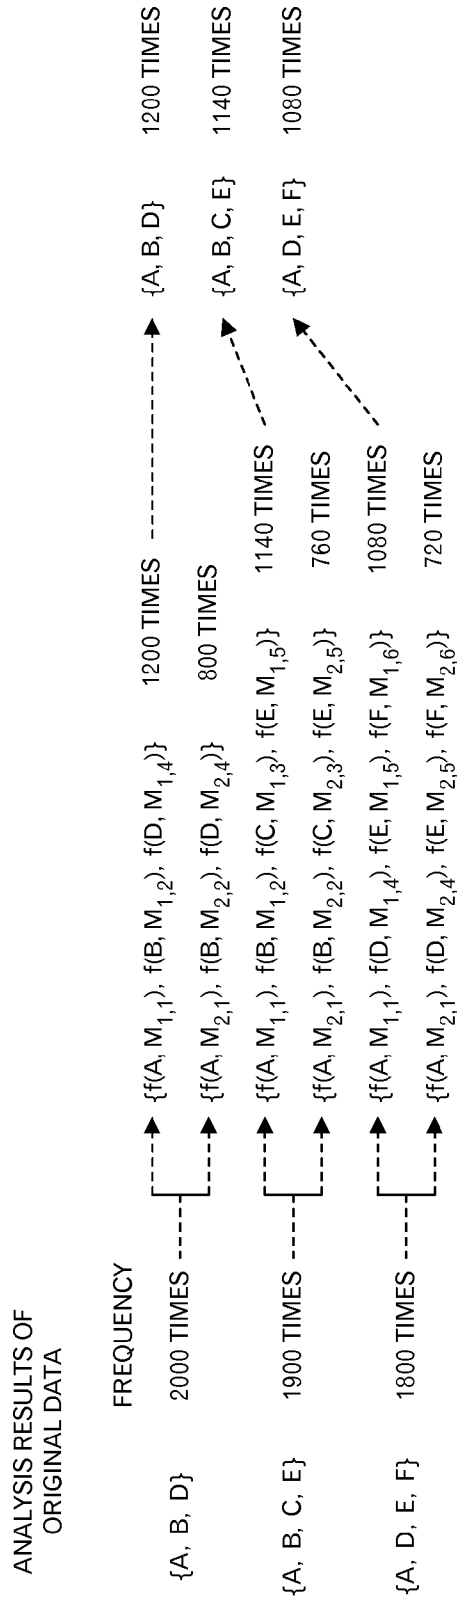 ANALYSIS RESULTS OF
ORIGINAL DATA
FREQUENCY
{A, B, D} 2000 TIMES
{f(A, M1,1), f(B, M1,2), f(D, M1,4)} 1200 TIMES
{A, B, D} 1200 TIMES
{f(A, M2,1), f(B, M2,2), f(D, M2,4)} 800 TIMES
{A, B, C, E} 1900 TIMES
{f(A, M1,1), f(B, M1,2), f(C, M1,3), f(E, M1,5)} 1140 TIMES
{A, B, C, E} 1140 TIMES
{f(A, M2,1), f(B, M2,2), f(C, M2,3), f(E, M2,5)} 760 TIMES
{A, D, E, F} 1800 TIMES
{f(A, M1,1), f(D, M1,4), f(E, M1,5), f(F, M1,6)} 1080 TIMES
{A, D, E, F} 1080 TIMES
{f(A, M2,1), f(D, M2,4), f(E, M2,5), f(F, M2,6)} 720 TIMES